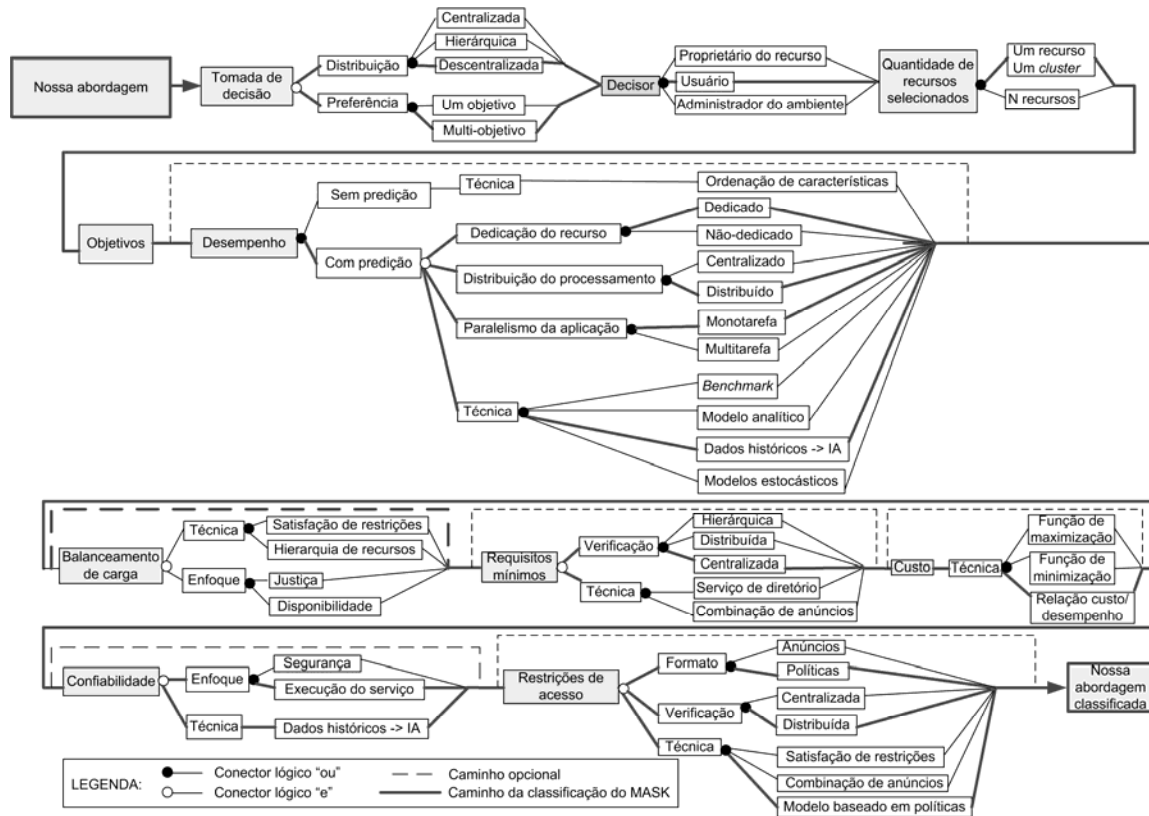 Nossa abordagem
Tomada de
decisão
Distribuição
Centralizada
Hierárquica
Descentralizada
Preferência
Um objetivo
Multi-objetivo
Decisor
Proprietário do recurso
Usuário
Administrador do ambiente
Quantidade de
recursos
selecionados
Um recurso
Um cluster
N recursos
Objetivos
Desempenho
Sem predição
Técnica
Ordenação de características
Com predição
Dedicação do recurso
Dedicado
Não-dedicado
Distribuição do processamento
Centralizado
Distribuído
Paralelismo da aplicação
Monotarefa
Multitarefa
Técnica
Benchmark
Modelo analítico
Dados históricos -> IA
Modelos estocásticos
Balanceamento
de carga
Técnica
Satisfação de restrições
Hierarquia de recursos
Enfoque
Justiça
Disponibilidade
Requisitos
mínimos
Verificação
Hierárquica
Distribuída
Centralizada
Técnica
Serviço de diretório
Combinação de anúncios
Custo
Técnica
Função de
maximização
Função de
minimização
Relação custo/
desempenho
Confiabilidade
Enfoque
Segurança
Execução do serviço
Técnica
Dados históricos -> IA
Restrições de
acesso
Formato
Anúncios
Políticas
Verificação
Centralizada
Distribuída
Técnica
Satisfação de restrições
Combinação de anúncios
Modelo baseado em políticas
Nossa
abordagem
classificada
LEGENDA:
Conector lógico "ou"
Conector lógico "e"
Caminho opcional
Caminho da classificação do MASK